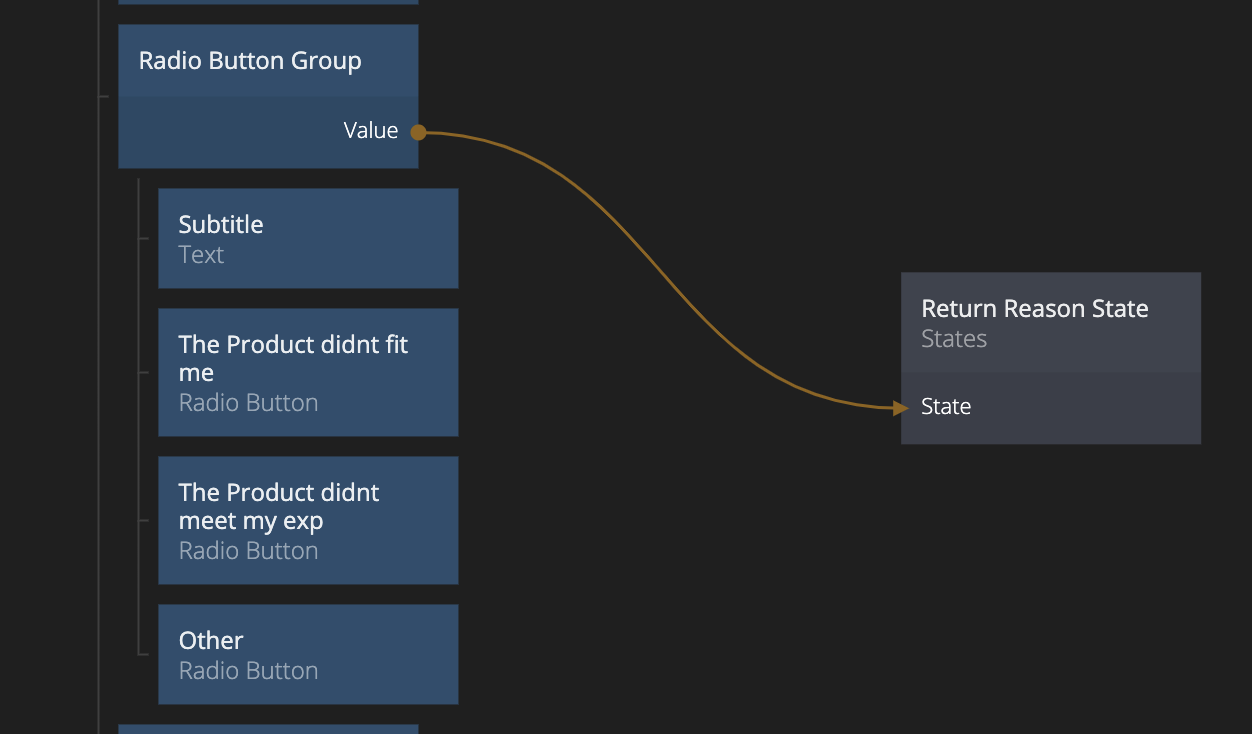 Radio Button Group
Value
Subtitle
Text
The Product didnt fit
me
Radio Button
The Product didnt
meet my exp
Radio Button
Other
Radio Button
Return Reason State
States
State